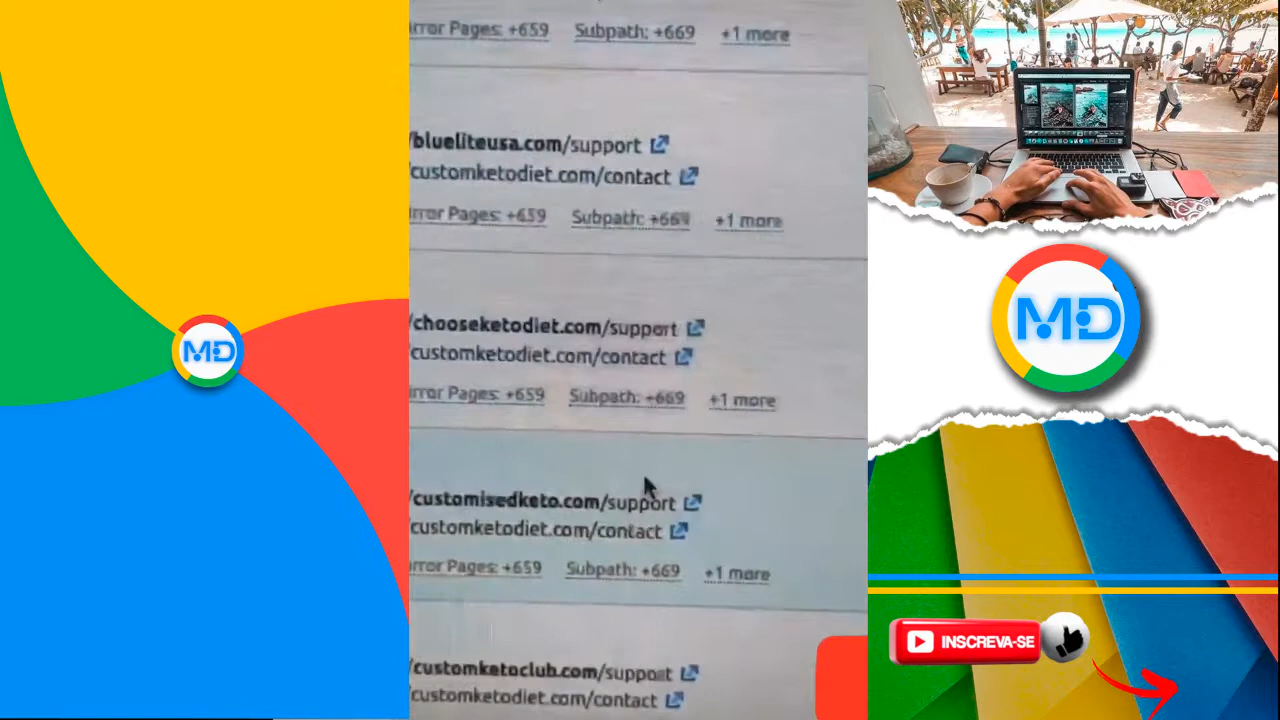 MD
rror Pages: +659 Subpath: +669 +1 more
/blueliteusa.com/support
/customketodiet.com/contact
rror Pages: +659 Subpath: +669 +1 more
/chooseketodiet.com/support
/customketodiet.com/contact
rror Pages: +659 Subpath: +669 +1 more
/customisedketo.com/support
/customketodiet.com/contact
rror Pages: +659 Subpath: +669 +1 more
/customketoclub.com/support
/customketodiet.com/contact
MD
INSCREVA-SE